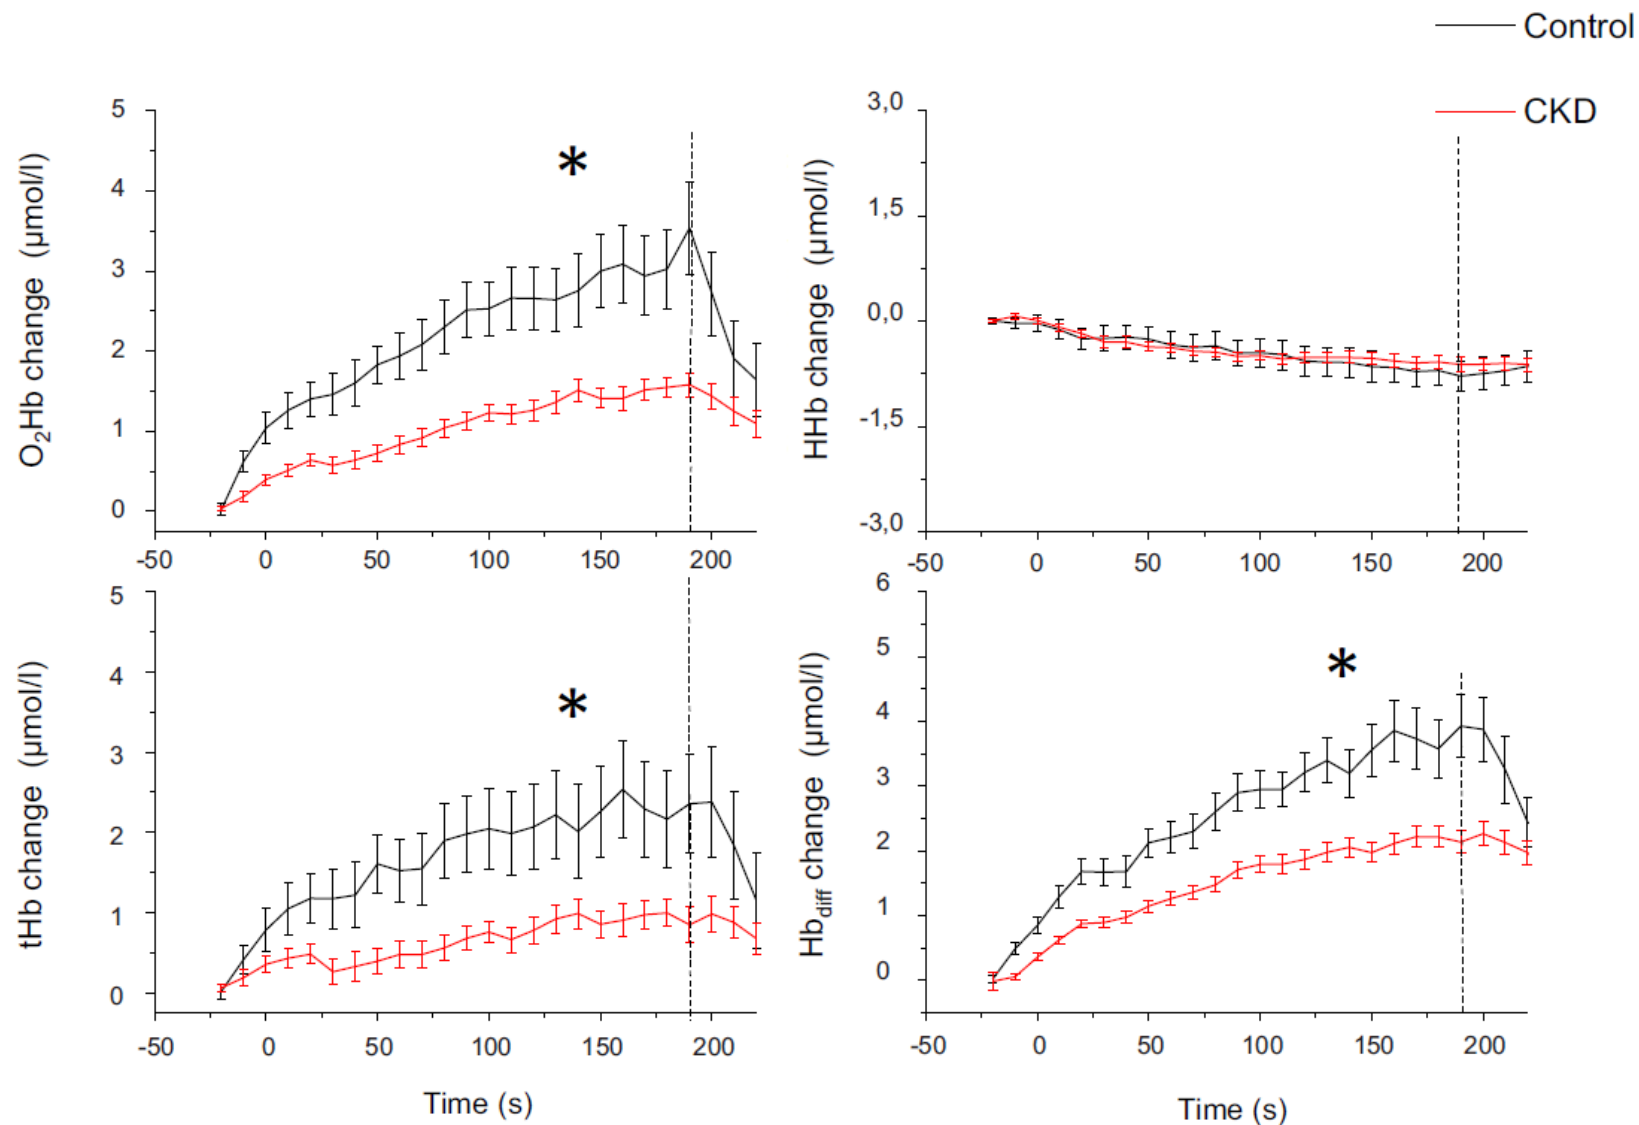 Control
CKD
O₂Hb change (µmol/l)
5
4
3
2
1
0
-50 0 50 100 150 200
*
HHb change (µmol/l)
3,0
1,5
0,0
-1,5
-3,0
-50 0 50 100 150 200
tHb change (µmol/l)
5
4
3
2
1
0
-50 0 50 100 150 200
*
Time (s)
Hb_diff change (µmol/l)
6
5
4
3
2
1
0
-50 0 50 100 150 200
*
Time (s)